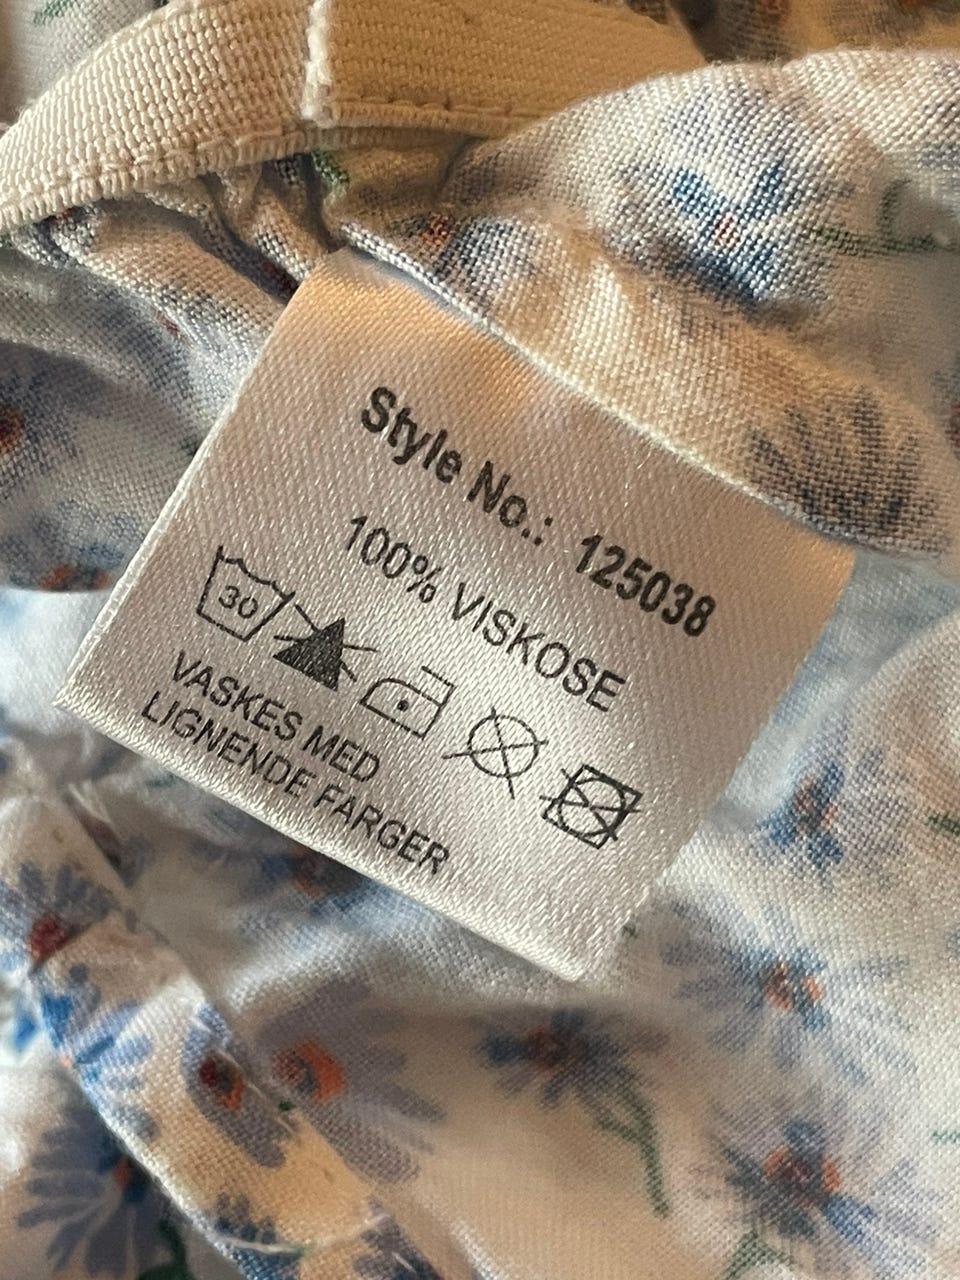 Style No.: 125038
100% VISKOSE
30
VASKES MED
LIGNENDE FARGER